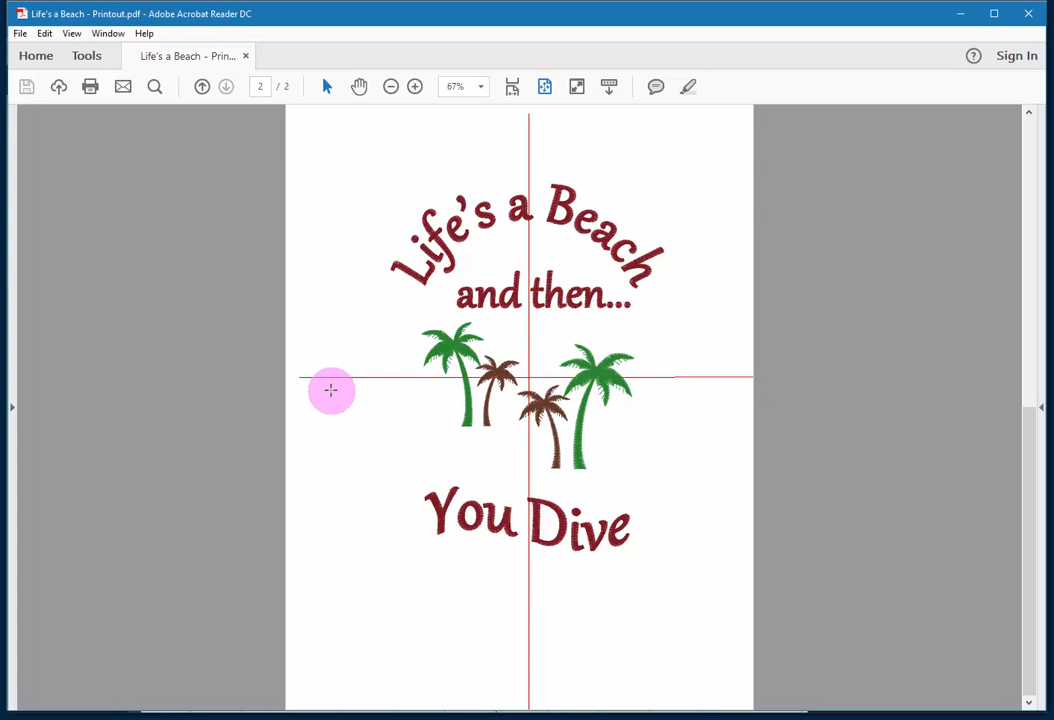 Life's a Beach - Printout.pdf - Adobe Acrobat Reader DC
File Edit View Window Help
Home Tools Life's a Beach - Prin... ×
? Sign In
2 / 2 67%
Life's a Beach
and then...
You Dive